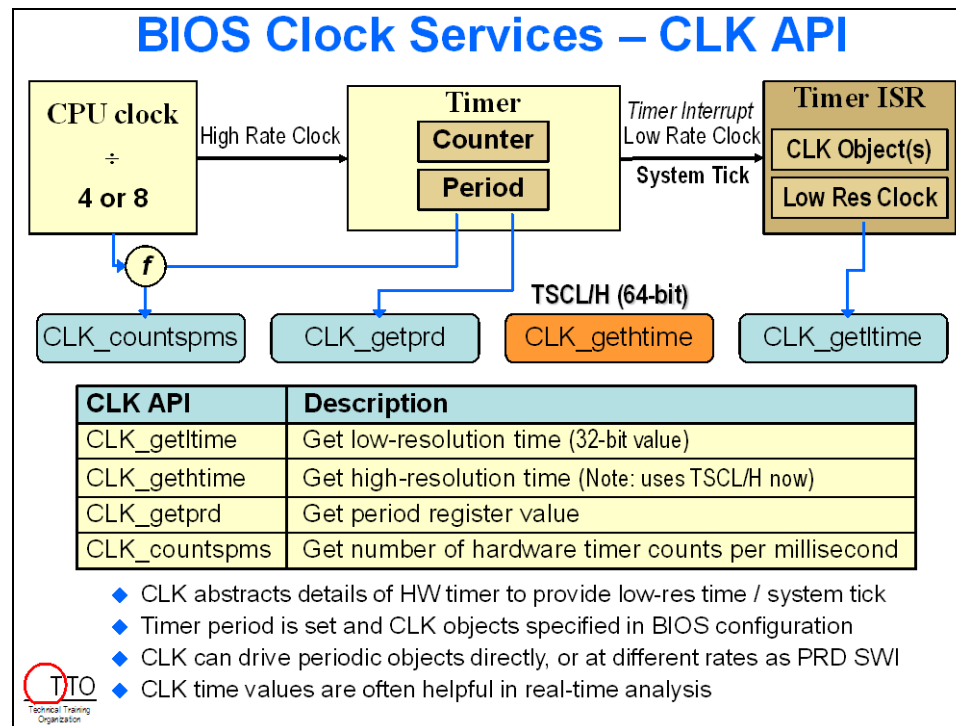 BIOS Clock Services – CLK API
CPU clock
÷
4 or 8
High Rate Clock
Timer
Counter
Period
Timer Interrupt
Low Rate Clock
System Tick
Timer ISR
CLK Object(s)
Low Res Clock
f
TSCL/H (64-bit)
CLK_countspms
CLK_getprd
CLK_gethtime
CLK_getltime
CLK API Description
CLK_getltime Get low-resolution time (32-bit value)
CLK_gethtime Get high-resolution time (Note: uses TSCL/H now)
CLK_getprd Get period register value
CLK_countspms Get number of hardware timer counts per millisecond
◆ CLK abstracts details of HW timer to provide low-res time / system tick
◆ Timer period is set and CLK objects specified in BIOS configuration
◆ CLK can drive periodic objects directly, or at different rates as PRD SWI
◆ CLK time values are often helpful in real-time analysis
TTO
Technical Training
Organization